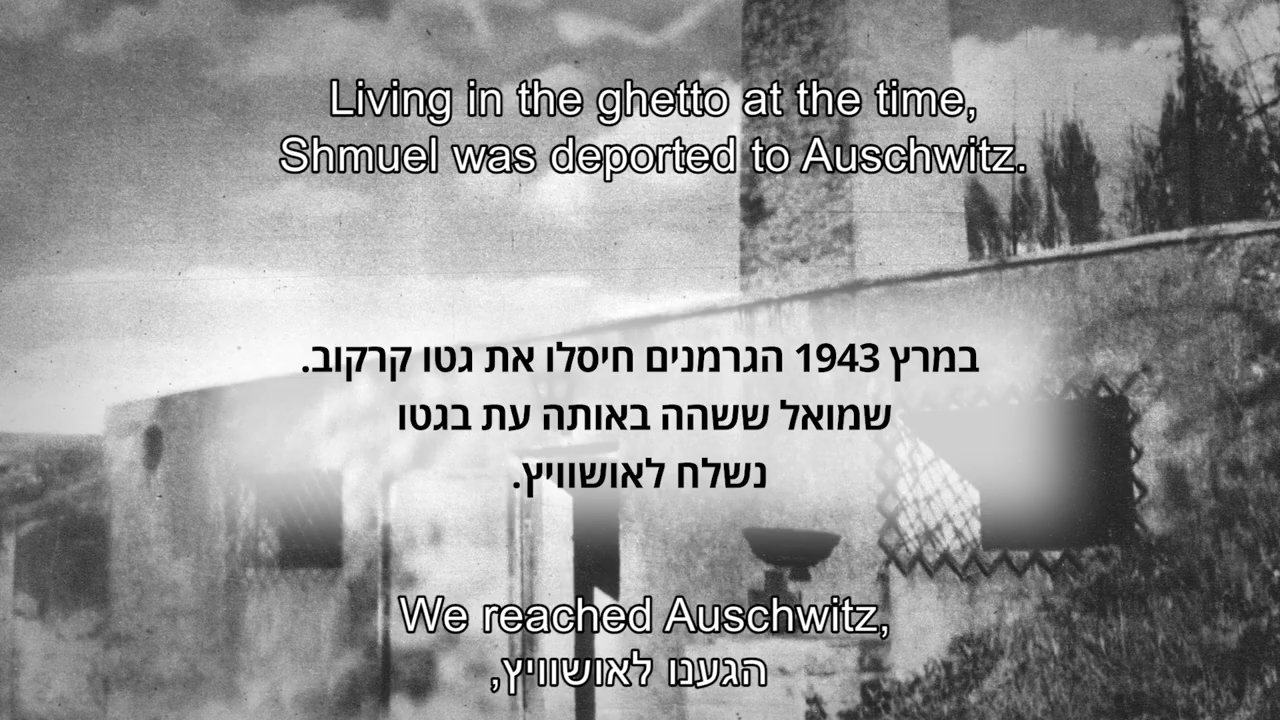 Living in the ghetto at the time,
Shmuel was deported to Auschwitz.
במרץ 1943 הגרמנים חיסלו את גטו קרקוב.
שמואל ששהה באותה עת בגטו
נשלח לאושוויץ.
We reached Auschwitz,
הגענו לאושוויץ,